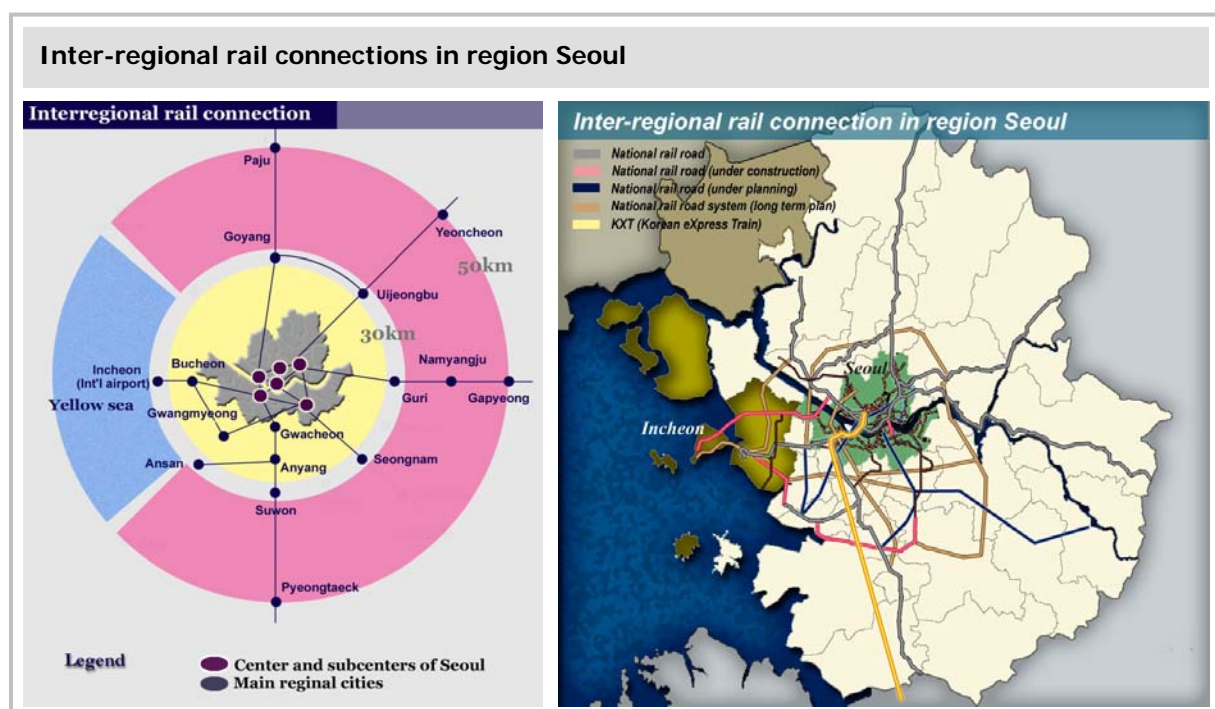 Inter-regional rail connections in region Seoul
Interregional rail connection
Paju
Goyang
Yeoncheon
50km
Uijeongbu
30km
Bucheon
Namyangju
Incheon
(Int'l airport)
Yellow sea
Guri
Gapyeong
Gwangmyeong
Gwacheon
Ansan
Anyang
Seongnam
Suwon
Pyeongtaeck
Legend
Center and subcenters of Seoul
Main reginal cities
Inter-regional rail connection in region Seoul
National rail road
National rail road (under construction)
National rail road (under planning)
National rail road system (long term plan)
KXT (Korean eXpress Train)
Seoul
Incheon